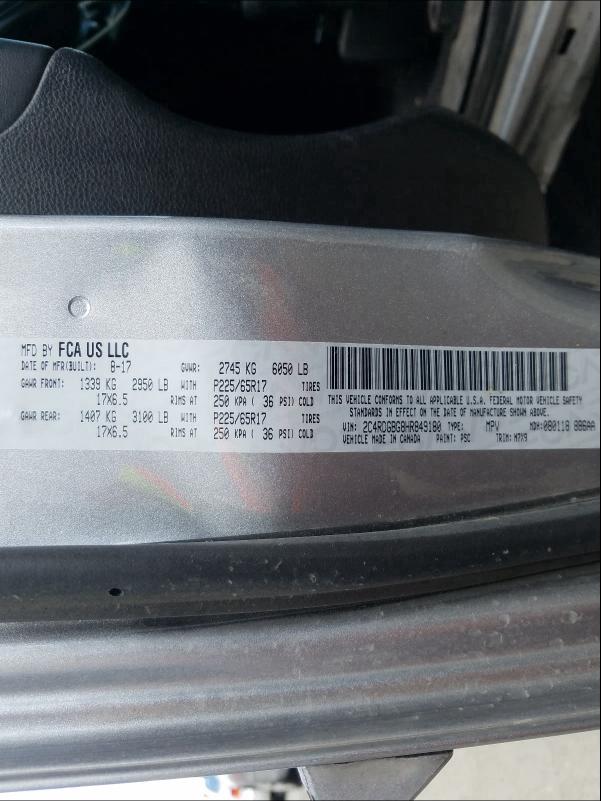 MFD BY FCA US LLC
DATE OF MFR(BUILT): 8-17 GVWR: 2745 KG 6050 LB
GAWR FRONT: 1339 KG 2950 LB WITH P225/65R17 TIRES
17X6.5 RIMS AT 250 KPA ( 36 PSI) COLD
GAWR REAR: 1407 KG 3100 LB WITH P225/65R17 TIRES
17X6.5 RIMS AT 250 KPA ( 36 PSI) COLD
THIS VEHICLE CONFORMS TO ALL APPLICABLE U.S.A. FEDERAL MOTOR VEHICLE SAFETY
STANDARDS IN EFFECT ON THE DATE OF MANUFACTURE SHOWN ABOVE.
VIN: 2C4RDGBG8HR849180 TYPE: MPV MDH:080118 886AA
VEHICLE MADE IN CANADA PAINT: PSC TRIM: M7X9